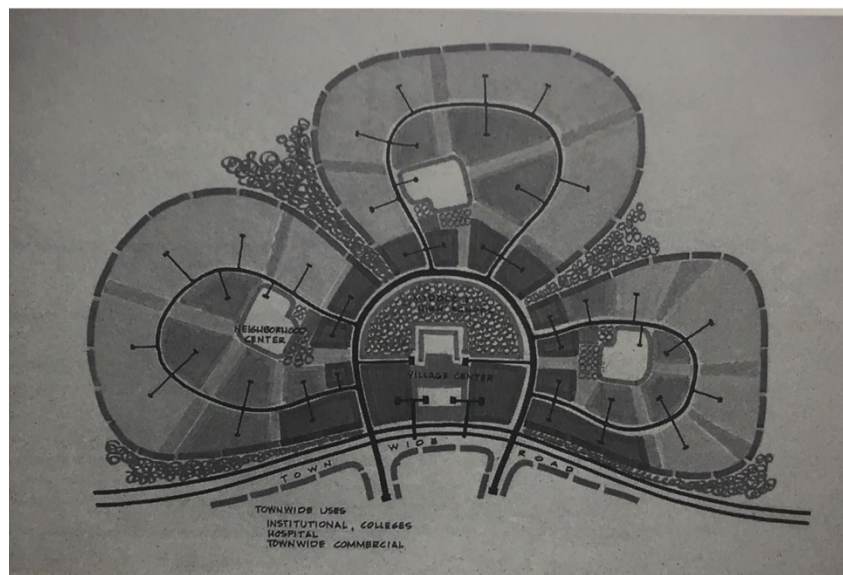 NEIGHBORHOOD
CENTER
VILLAGE CENTER
TOWN WIDE ROAD
TOWNWIDE USES
INSTITUTIONAL, COLLEGES
HOSPITAL
TOWNWIDE COMMERCIAL